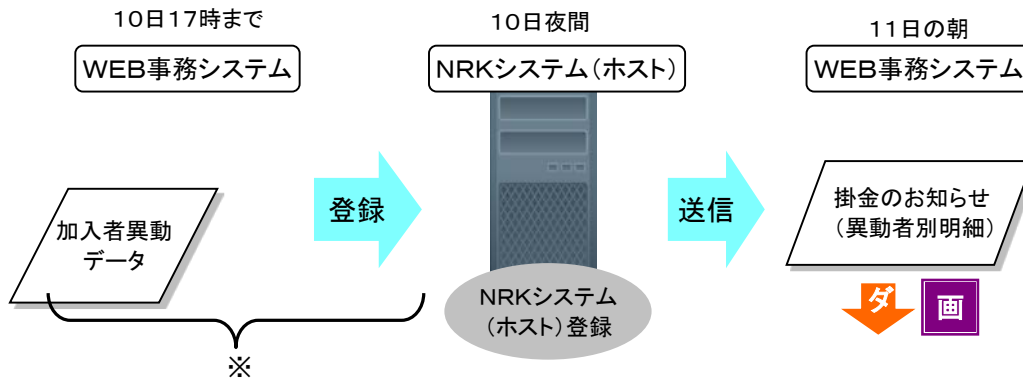 10日17時まで
WEB事務システム
加入者異動
データ
※
登録
10日夜間
NRKシステム(ホスト)
NRKシステム
(ホスト)登録
送信
11日の朝
WEB事務システム
掛金のお知らせ
(異動者別明細)
ダ
画